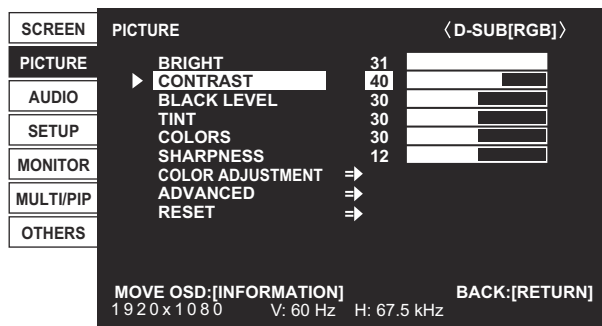 SCREEN
PICTURE
AUDIO
SETUP
MONITOR
MULTI/PIP
OTHERS
PICTURE 〈D-SUB[RGB]〉
BRIGHT 31
CONTRAST 40
BLACK LEVEL 30
TINT 30
COLORS 30
SHARPNESS 12
COLOR ADJUSTMENT
ADVANCED
RESET
MOVE OSD:[INFORMATION] BACK:[RETURN]
1920x1080 V: 60 Hz H: 67.5 kHz